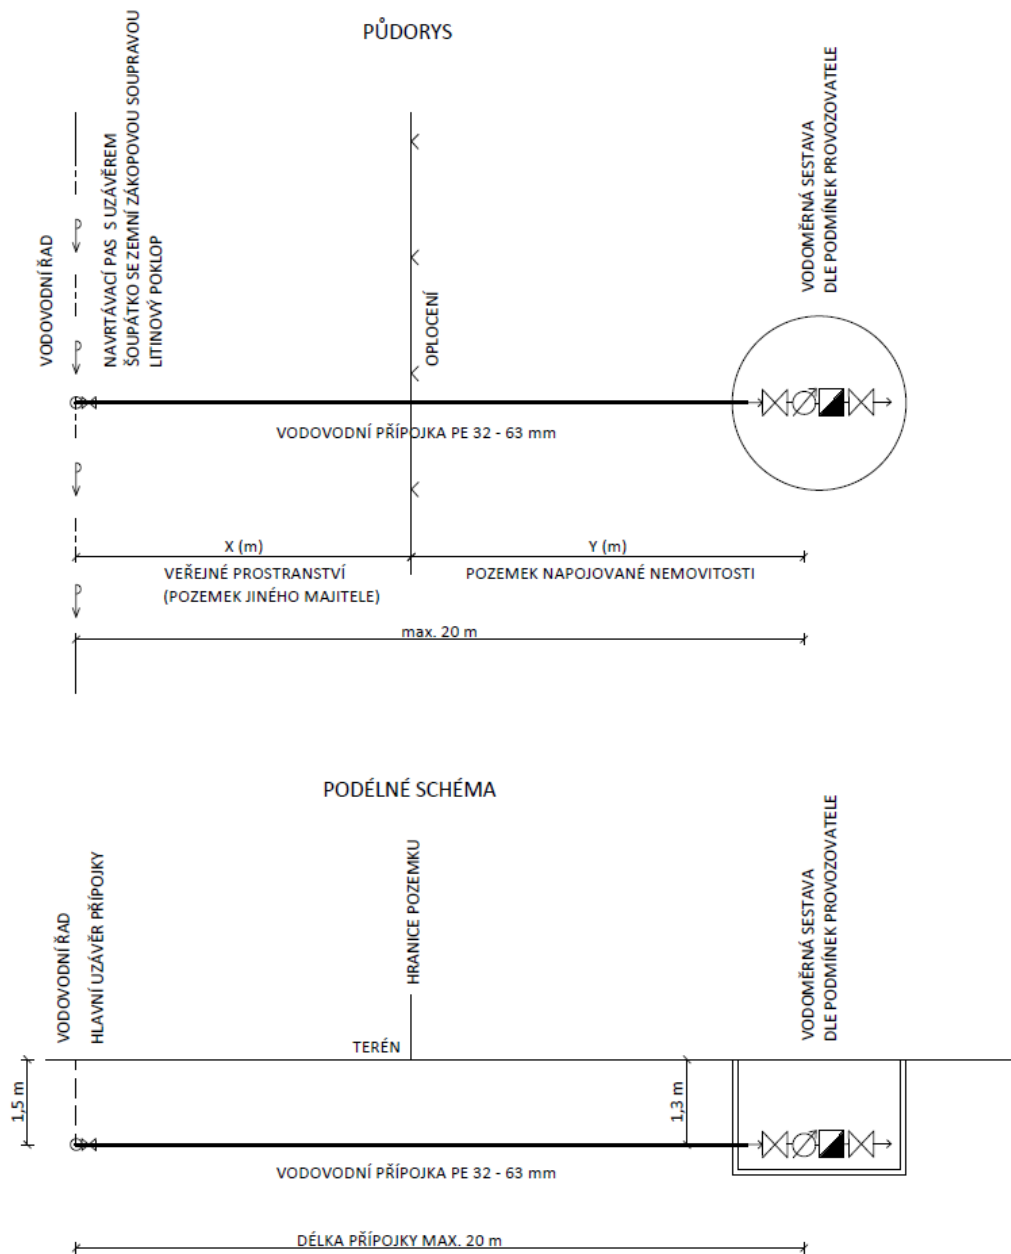 PŮDORYS
VODOVODNÍ ŘAD
NAVRTÁVACÍ PAS S UZÁVĚREM
ŠOUPÁTKO SE ZEMNÍ ZÁKOPOVOU SOUPRAVOU
LITINOVÝ POKLOP
OPLOCENÍ
VODOMĚRNÁ SESTAVA
DLE PODMÍNEK PROVOZOVATELE
VODOVODNÍ PŘÍPOJKA PE 32 - 63 mm
X (m)
Y (m)
VEŘEJNÉ PROSTRANSTVÍ
(POZEMEK JINÉHO MAJITELE)
POZEMEK NAPOJOVANÉ NEMOVITOSTI
max. 20 m
PODÉLNÉ SCHÉMA
VODOVODNÍ ŘAD
HLAVNÍ UZÁVĚR PŘÍPOJKY
HRANICE POZEMKU
VODOMĚRNÁ SESTAVA
DLE PODMÍNEK PROVOZOVATELE
TERÉN
1,5 m
1,3 m
VODOVODNÍ PŘÍPOJKA PE 32 - 63 mm
DÉLKA PŘÍPOJKY MAX. 20 m